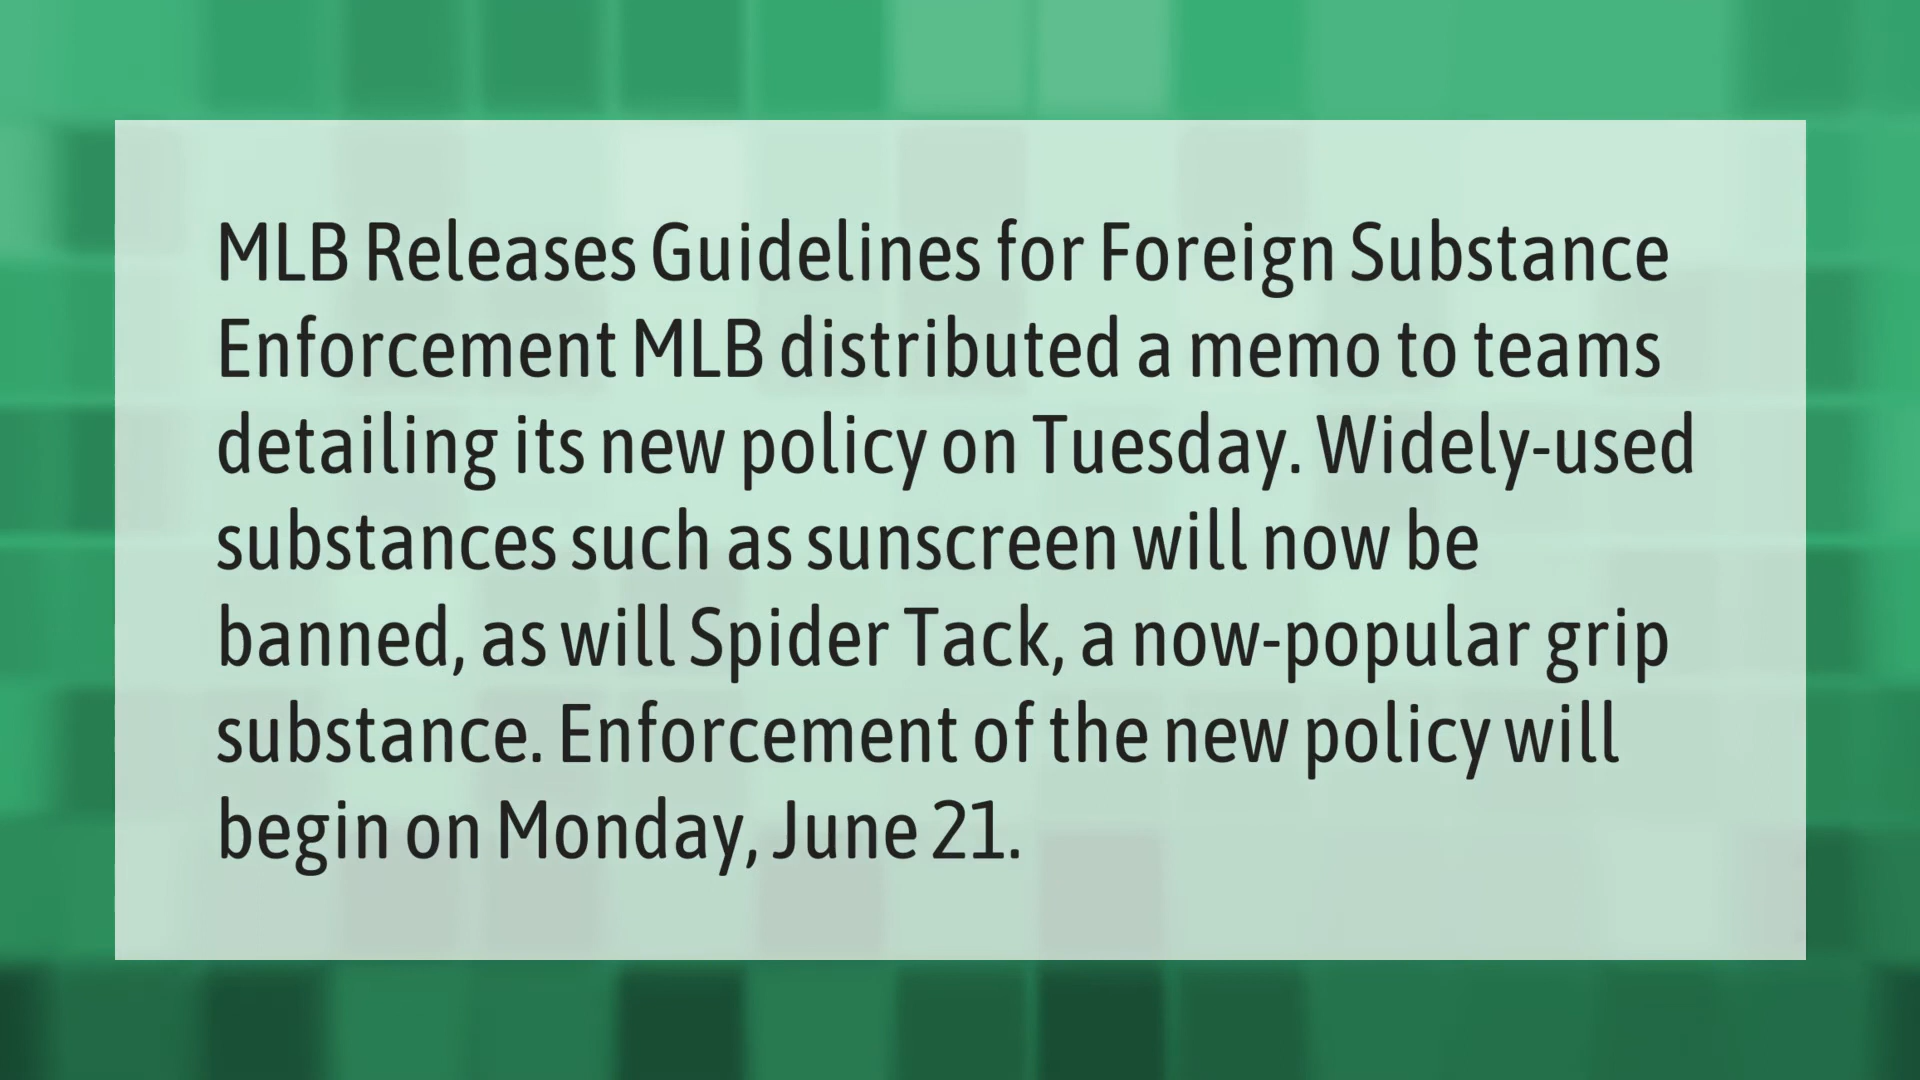 MLB Releases Guidelines for Foreign Substance
Enforcement MLB distributed a memo to teams
detailing its new policy on Tuesday. Widely-used
substances such as sunscreen will now be
banned, as will Spider Tack, a now-popular grip
substance. Enforcement of the new policy will
begin on Monday, June 21.